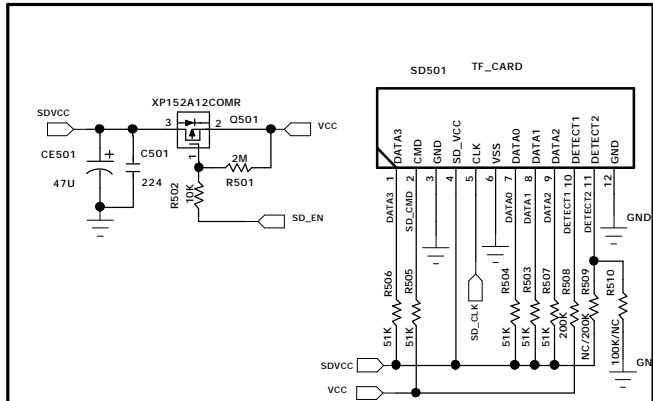 SD501 TF_CARD
XP152A12COMR
SDVCC 3 2 Q501 VCC
1
CE501 + C501 2M
R501
47U 224 R502 10K
SD_EN
DATA3 CMD GND SD_VCC CLK VSS DATA0 DATA1 DATA2 DETECT1 DETECT2 GND
1 2 3 4 5 6 7 8 9 10 11 12
DATA3 SD_CMD DATA0 DATA1 DATA2 DETECT1 DETECT2 GND
SD_CLK
R506 R505 R504 R503 R507 R508 R509 R510
51K 51K 51K 51K 51K 200K NC/200K 100K/NC
GN
SDVCC
VCC